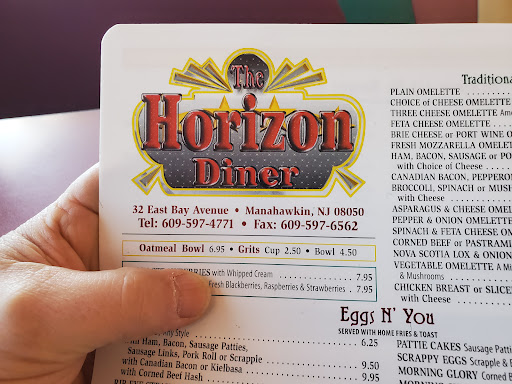 The
Horizon
Diner
32 East Bay Avenue • Manahawkin, NJ 08050
Tel: 609-597-4771 • Fax: 609-597-6562
Oatmeal Bowl 6.95 • Grits Cup 2.50 • Bowl 4.50
with Whipped Cream 7.95
Fresh Blackberries, Raspberries & Strawberries . 7.95
Eggs N' You
SERVED WITH HOME FRIES & TOAST
Any Style 6.25
Ham, Bacon, Sausage Patties,
Sausage Links, Pork Roll or Scrapple 9.50
with Canadian Bacon or Kielbasa 9.95
with Corned Beef Hash
Traditiona
PLAIN OMELETTE
CHOICE of CHEESE OMELETTE
THREE CHEESE OMELETTE Ame
FETA CHEESE OMELETTE
BRIE CHEESE or PORT WINE
FRESH MOZZARELLA OMELE
HAM, BACON, SAUSAGE or PO
with Choice of Cheese
CANADIAN BACON, PEPPERON
BROCCOLI, SPINACH or MUSH
with Cheese
ASPARAGUS & CHEESE OMEL
PEPPER & ONION OMELETTE
SPINACH & FETA CHEESE OM
CORNED BEEF or PASTRAMI
NOVA SCOTIA LOX & ONION
VEGETABLE OMELETTE
& Mushrooms
CHICKEN BREAST or SLICE
with Cheese
PATTIE CAKES Sausage Patti
SCRAPPY EGGS Scrapple &
MORNING GLORY Corned B